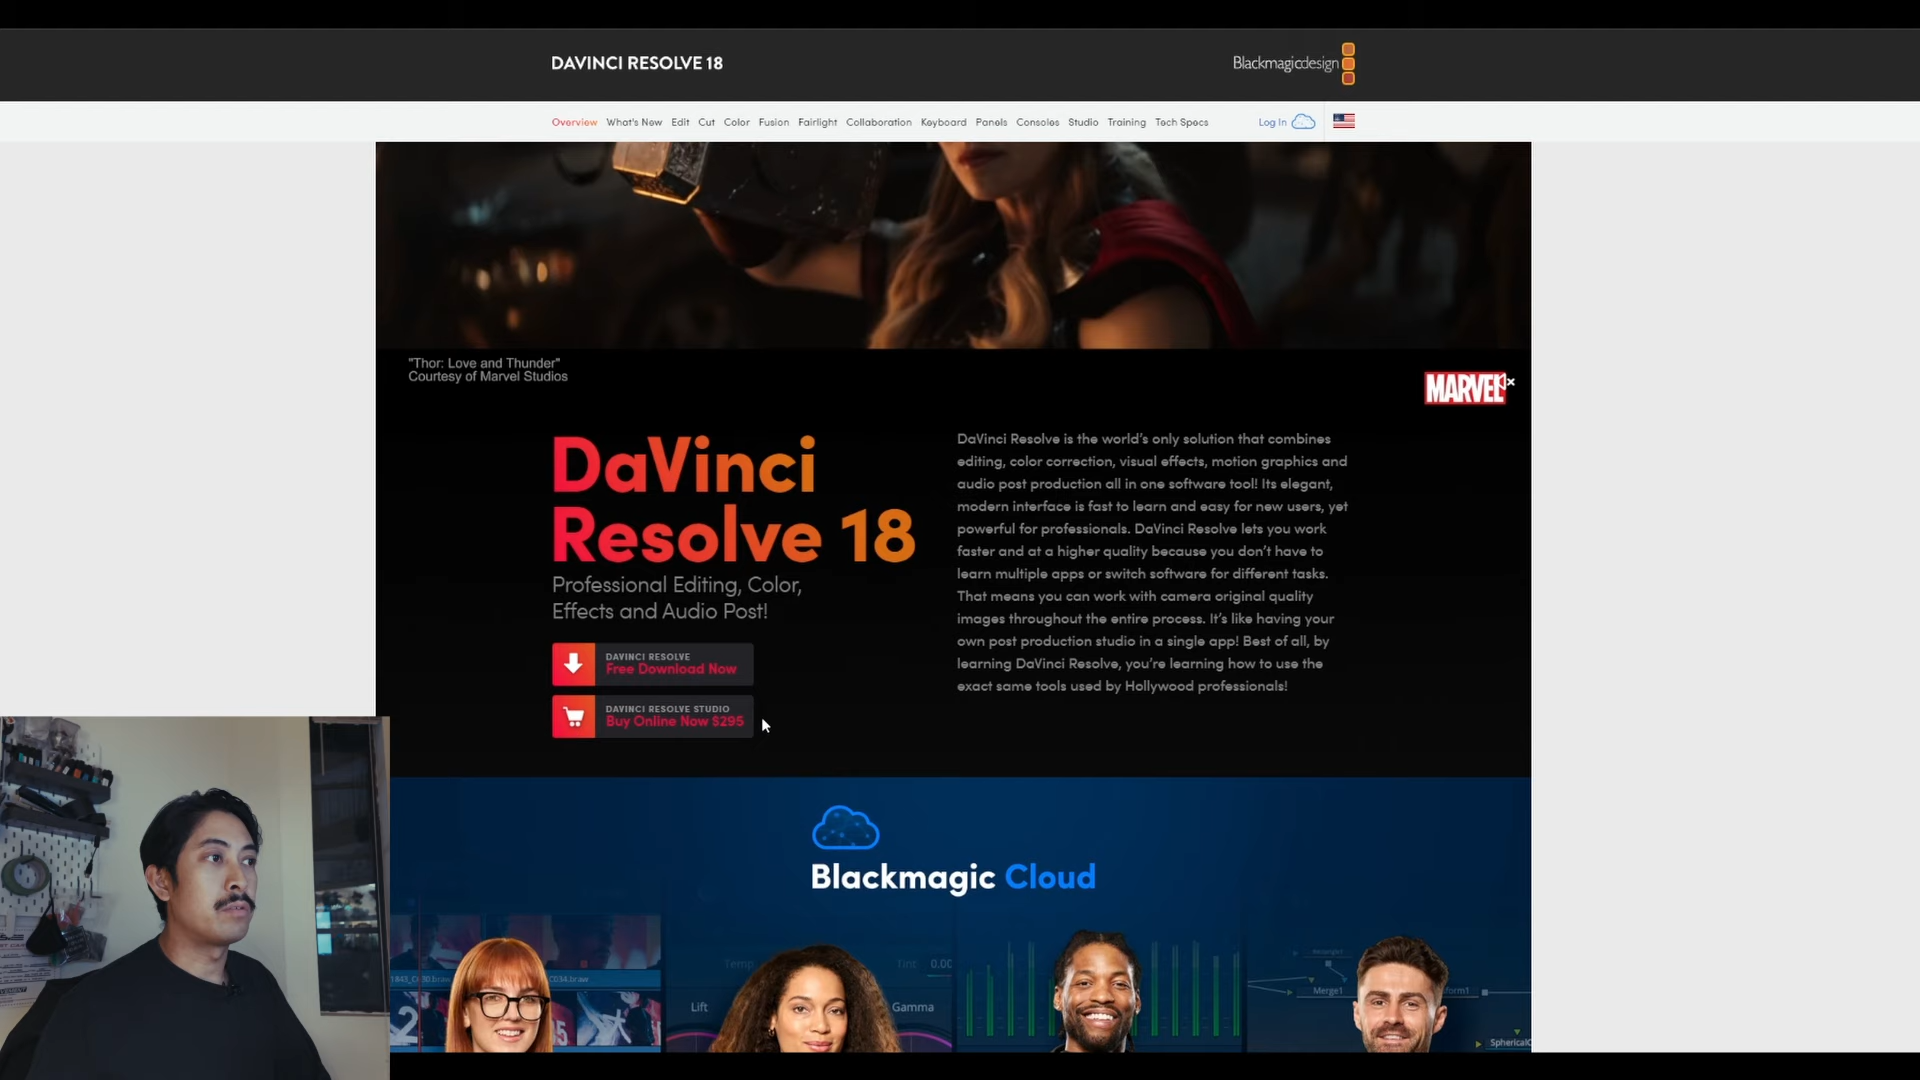 DAVINCI RESOLVE 18
Blackmagicdesign
Overview What's New Edit Cut Color Fusion Fairlight Collaboration Keyboard Panels Consoles Studio Training Tech Specs Log In
"Thor: Love and Thunder"
Courtesy of Marvel Studios
MARVEL
DaVinci
Resolve 18
Professional Editing, Color,
Effects and Audio Post!
DAVINCI RESOLVE
Free Download Now
DAVINCI RESOLVE STUDIO
Buy Online Now $295
DaVinci Resolve is the world's only solution that combines
editing, color correction, visual effects, motion graphics and
audio post production all in one software tool! Its elegant,
modern interface is fast to learn and easy for new users, yet
powerful for professionals. DaVinci Resolve lets you work
faster and at a higher quality because you don't have to
learn multiple apps or switch software for different tasks.
That means you can work with camera original quality
images throughout the entire process. It's like having your
own post production studio in a single app! Best of all, by
learning DaVinci Resolve, you're learning how to use the
exact same tools used by Hollywood professionals!
Blackmagic Cloud
Temp
Tint 0.00
Lift
Gamma
Merge1